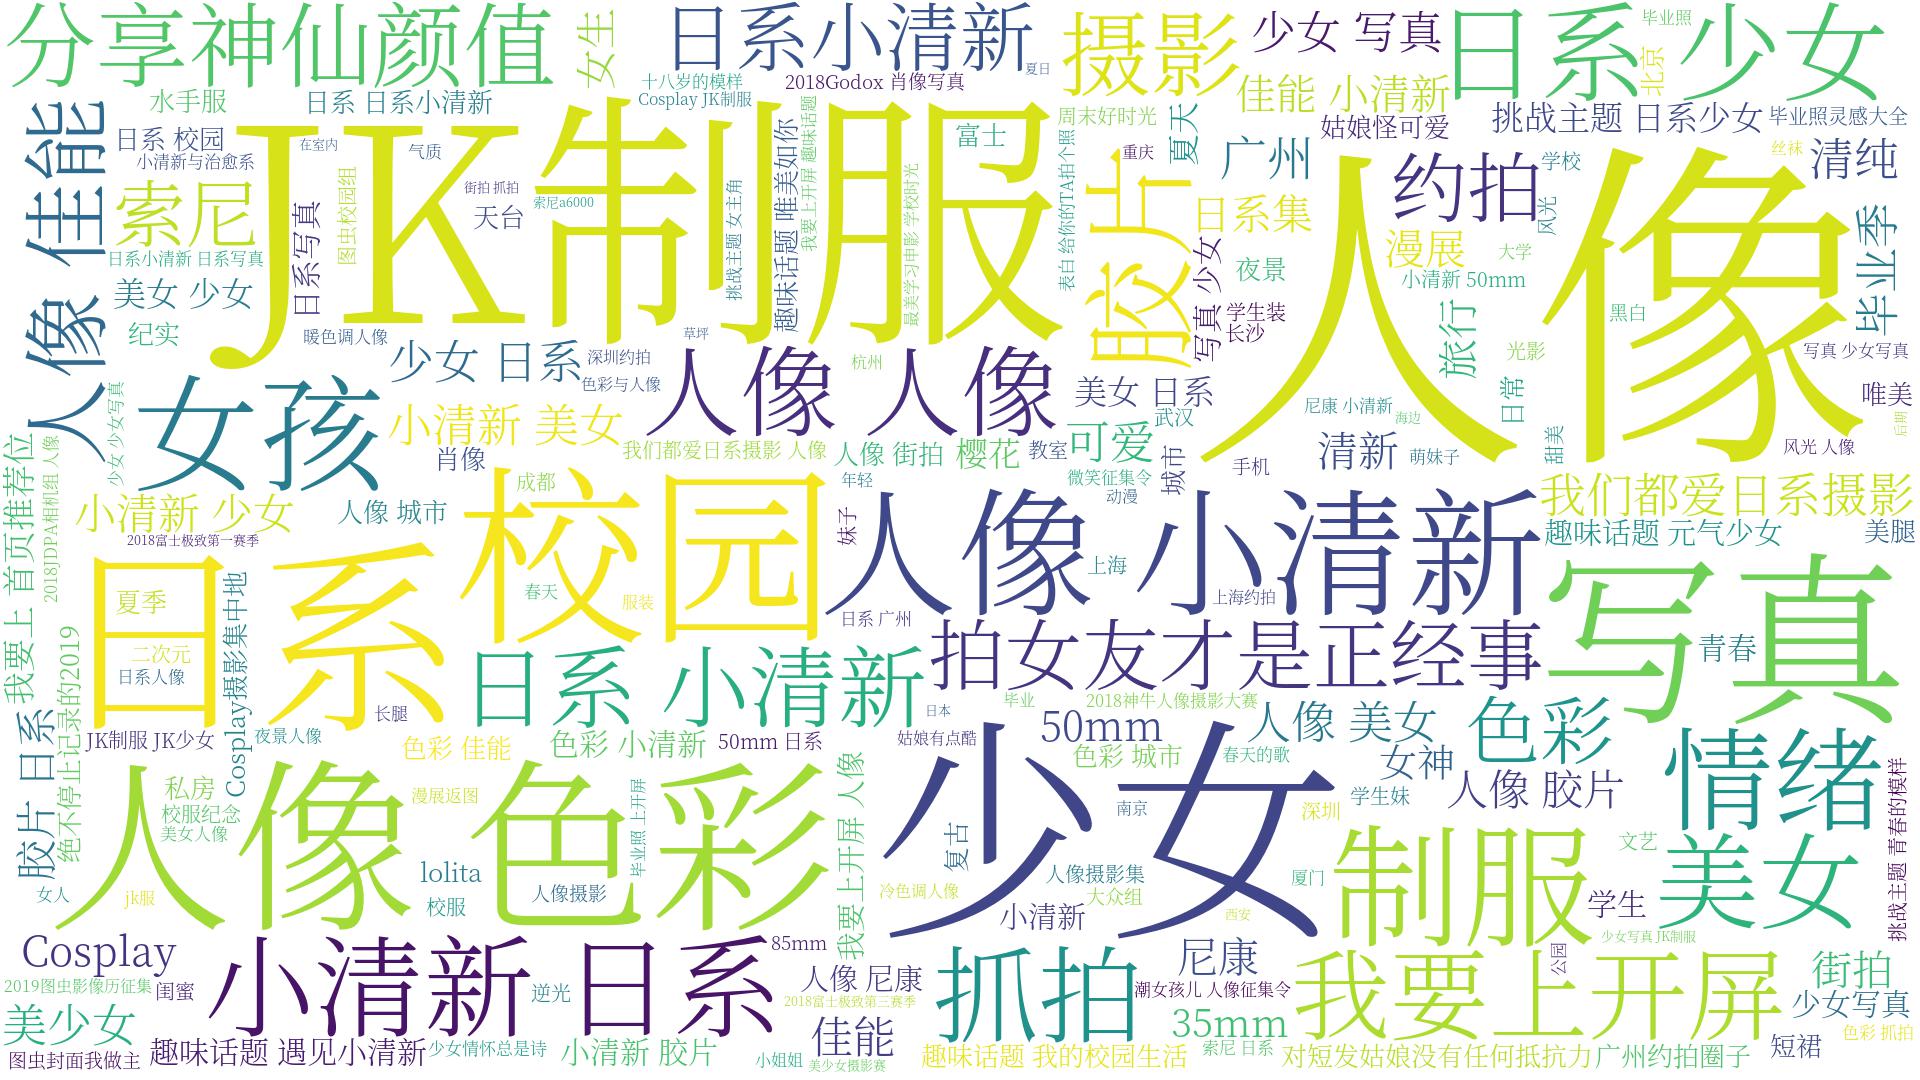 分享神仙颜值
女生
日系小清新
夏日
摄影
少女 写真
日系 少女
毕业照
北京
十八岁的模样
2018Godox 肖像写真
Cosplay JK制服
佳能 小清新
水手服
日系 日系小清新
佳能
JK制服
趣味话题 唯美如你
我要上开屏 趣味话题
周末好时光
夏天
姑娘怪可爱
挑战主题 日系少女
毕业照灵感大全
日系 校园
小清新与治愈系
在室内
气质
富士
重庆
广州
约拍
学校
丝袜
清纯
索尼
图虫校园组
街拍 抓拍
天台
索尼a6000
挑战主题 女主角
最美学习申影 学校时光
表白 给你的TA拍个照
胶片
日系集
人像
漫展
风光
毕业季
日系写真
日系小清新 日系写真
写真 少女
夜景
大学
小清新 50mm
美女 少女
纪实
暖色调人像
草坪
学生装
长沙
旅行
黑白
光影
写真 少女写真
人像 佳能
少女 日系
深圳约拍
色彩与人像
人像 人像
杭州
美女 日系
日常
唯美
少女 少女写真
女孩
小清新 美女
尼康 小清新
海边
后期
武汉
可爱
清新
甜美
风光 人像
肖像
我们都爱日系摄影 人像
人像 街拍
樱花
教室
城市
手机
萌妹子
我要上 首页推荐位
2018JDPA相机组 人像
小清新 少女
人像 城市
成都
年轻
微笑征集令
动漫
我们都爱日系摄影
2018富士极致第一赛季
校园
妹子
人像 小清新
趣味话题 元气少女
美腿
日系
夏季
二次元
日系人像
Cosplay摄影集中地
春天
服装
上海
上海约拍
日系 广州
写真
青春
拍女友才是正经事
绝不停止记录的2019
日系 小清新
长腿
日本
毕业
2018神牛人像摄影大赛
胶片 日系
JK制服 JK少女
夜景人像
色彩 佳能
色彩 小清新
50mm 日系
姑娘有点酷
50mm
色彩 城市
人像 美女
春天的歌
色彩
女神
情绪
私房
校服纪念
美女人像
人像 色彩
漫展返图
毕业照 上开屏
我要上开屏 人像
少女
南京
深圳
学生妹
人像 胶片
挑战主题 青春的模样
女人
jk服
lolita
校服
人像摄影
复古
冷色调人像
人像摄影集
大众组
小清新
西安
厦门
制服
文艺
学生
美女
少女写真 JK制服
Cosplay
小清新 日系
85mm
2019图虫影像历征集
闺蜜
逆光
人像 尼康
2018富士极致第三赛季
抓拍
尼康
潮女孩儿 人像征集令
公园
我要上开屏
街拍
美少女
佳能
35mm
少女写真
图虫封面我做主
趣味话题 遇见小清新
少女情怀总是诗
小清新 胶片
小姐姐
美少女摄影赛
趣味话题 我的校园生活
索尼 日系
对短发姑娘没有任何抵抗力
广州约拍圈子
短裙
色彩 抓拍